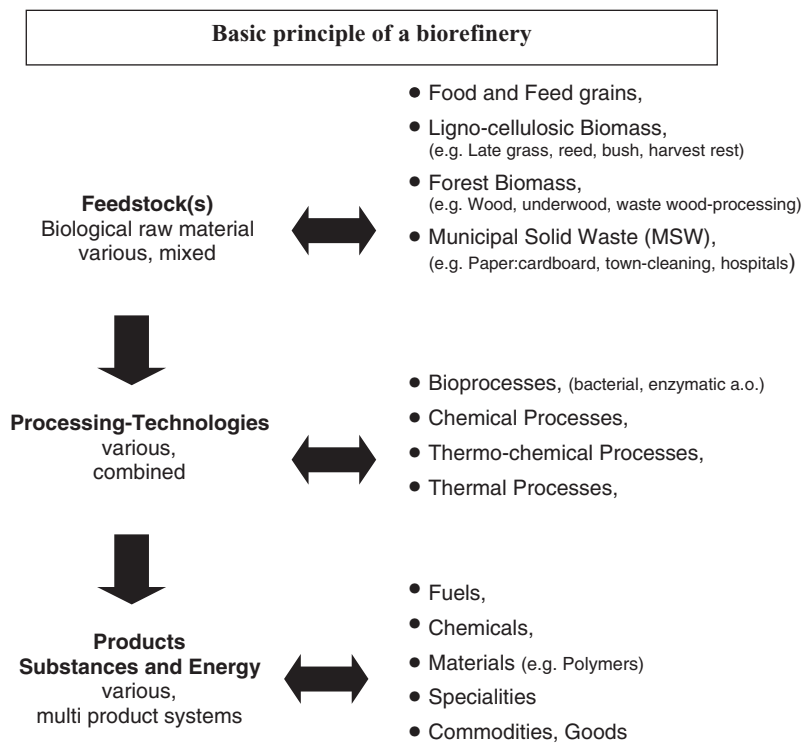 Basic principle of a biorefinery
Feedstock(s)
Biological raw material
various, mixed
• Food and Feed grains,
• Ligno-cellulosic Biomass,
(e.g. Late grass, reed, bush, harvest rest)
• Forest Biomass,
(e.g. Wood, underwood, waste wood-processing)
• Municipal Solid Waste (MSW),
(e.g. Paper:cardboard, town-cleaning, hospitals)
Processing-Technologies
various,
combined
• Bioprocesses, (bacterial, enzymatic a.o.)
• Chemical Processes,
• Thermo-chemical Processes,
• Thermal Processes,
Products
Substances and Energy
various,
multi product systems
• Fuels,
• Chemicals,
• Materials (e.g. Polymers)
• Specialities
• Commodities, Goods